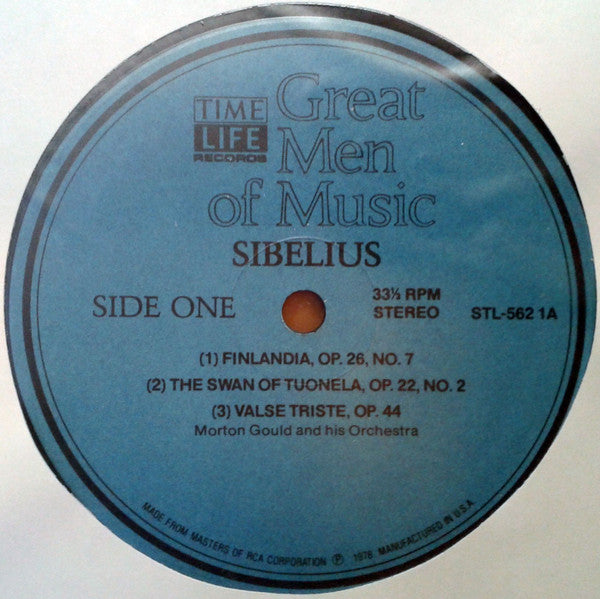 TIME
LIFE
RECORDS
Great
Men
of Music
SIBELIUS
SIDE ONE
33⅓ RPM
STEREO
STL-562 1A
(1) FINLANDIA, OP. 26, NO. 7
(2) THE SWAN OF TUONELA, OP. 22, NO. 2
(3) VALSE TRISTE, OP. 44
Morton Gould and his Orchestra
MADE FROM MASTERS OF RCA CORPORATION ℗ 1978 MANUFACTURED IN U.S.A.